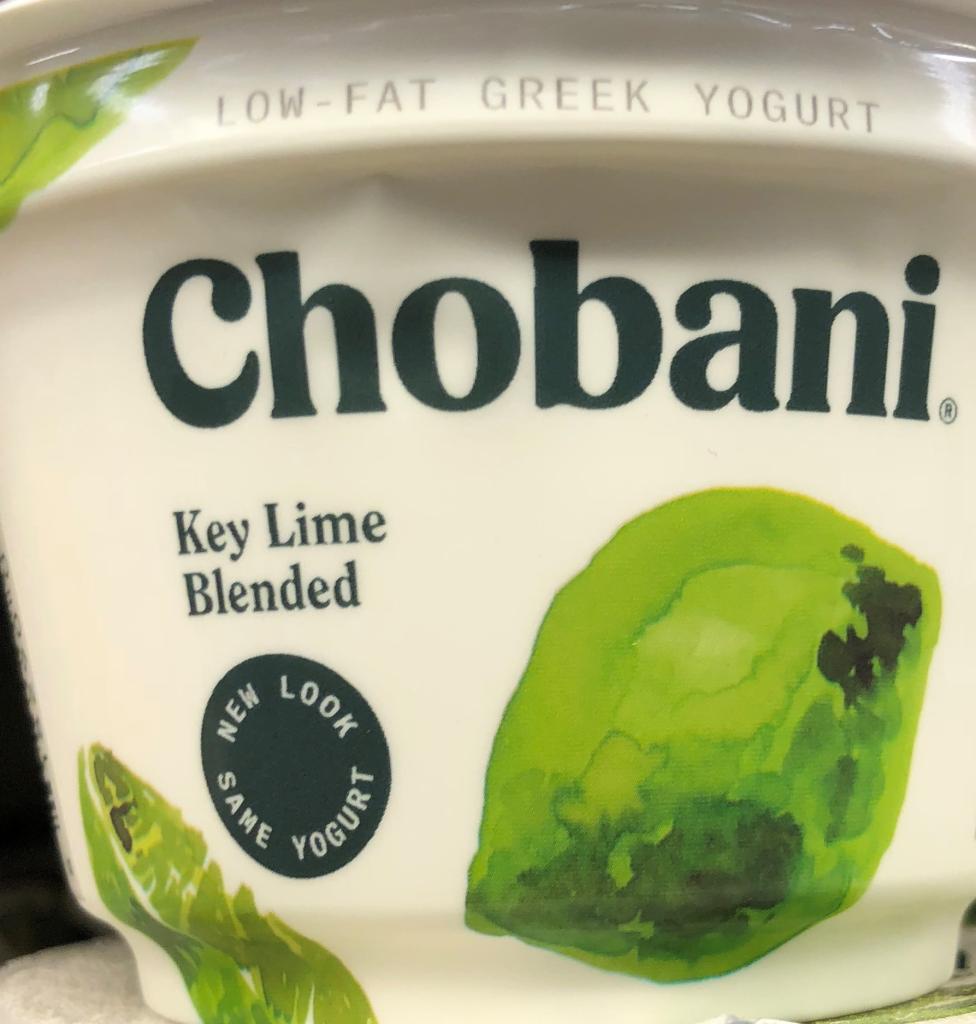 LOW-FAT GREEK YOGURT
Chobani®
Key Lime
Blended
NEW LOOK
SAME YOGURT